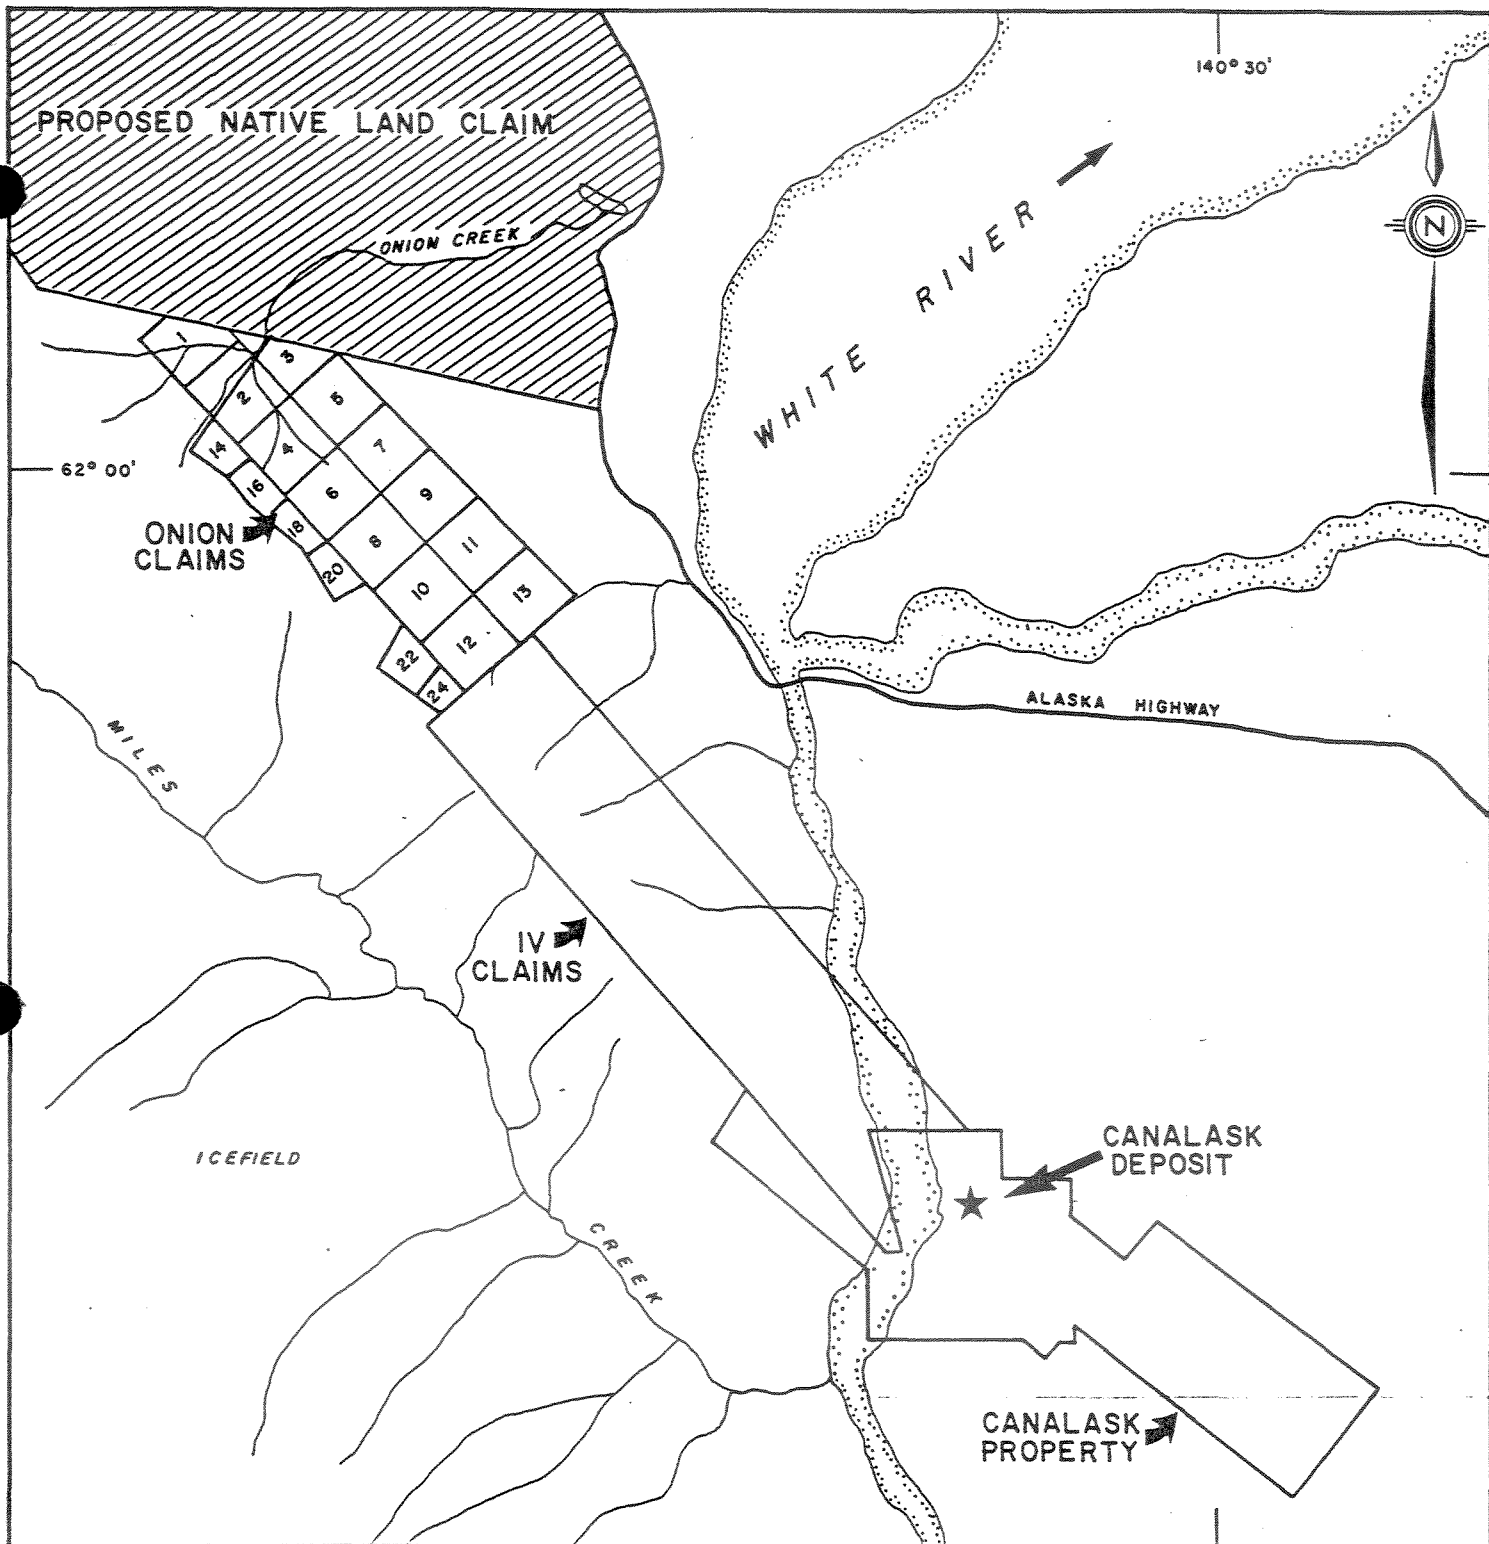 140° 30'
PROPOSED NATIVE LAND CLAIM
ONION CREEK
N
WHITE RIVER
1
3
2
5
4
7
14
62° 00'
16
6
9
18
8
11
ONION
CLAIMS
20
10
13
12
22
24
ALASKA HIGHWAY
MILES
IV
CLAIMS
ICEFIELD
CANALASK
DEPOSIT
CREEK
CANALASK
PROPERTY